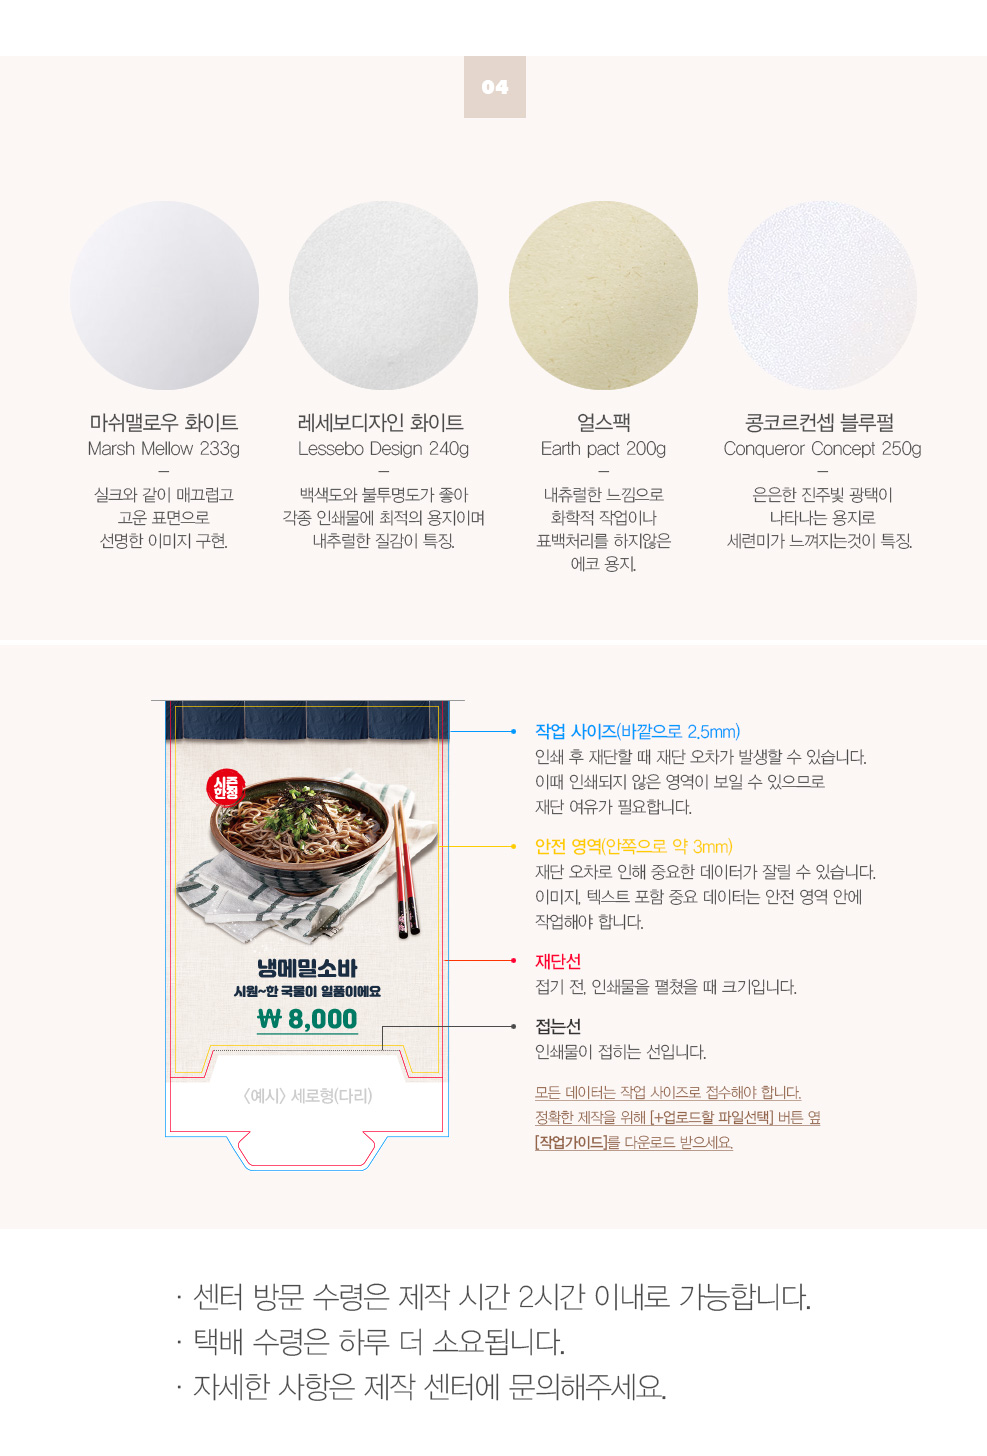 04
마쉬맬로우 화이트
Marsh Mellow 233g
실크와 같이 매끄럽고
고운 표면으로
선명한 이미지 구현.
레세보디자인 화이트
Lessebo Design 240g
백색도와 불투명도가 좋아
각종 인쇄물에 최적의 용지이며
내추럴한 질감이 특징.
얼스팩
Earth pact 200g
내츄럴한 느낌으로
화학적 작업이나
표백처리를 하지않은
에코 용지.
콩코르컨셉 블루펄
Conqueror Concept 250g
은은한 진주빛 광택이
나타나는 용지로
세련미가 느껴지는것이 특징.
시즌
한정
냉메밀소바
시원~한 국물이 일품이에요
₩ 8,000
<예시> 세로형(다리)
작업 사이즈(바깥으로 2.5mm)
인쇄 후 재단할 때 재단 오차가 발생할 수 있습니다.
이때 인쇄되지 않은 영역이 보일 수 있으므로
재단 여유가 필요합니다.
안전 영역(안쪽으로 약 3mm)
재단 오차로 인해 중요한 데이터가 잘릴 수 있습니다.
이미지, 텍스트 포함 중요 데이터는 안전 영역 안에
작업해야 합니다.
재단선
접기 전, 인쇄물을 펼쳤을 때 크기입니다.
접는선
인쇄물이 접히는 선입니다.
모든 데이터는 작업 사이즈로 접수해야 합니다.
정확한 제작을 위해 [+업로드할 파일선택] 버튼 옆
[작업가이드]를 다운로드 받으세요.
· 센터 방문 수령은 제작 시간 2시간 이내로 가능합니다.
· 택배 수령은 하루 더 소요됩니다.
· 자세한 사항은 제작 센터에 문의해주세요.